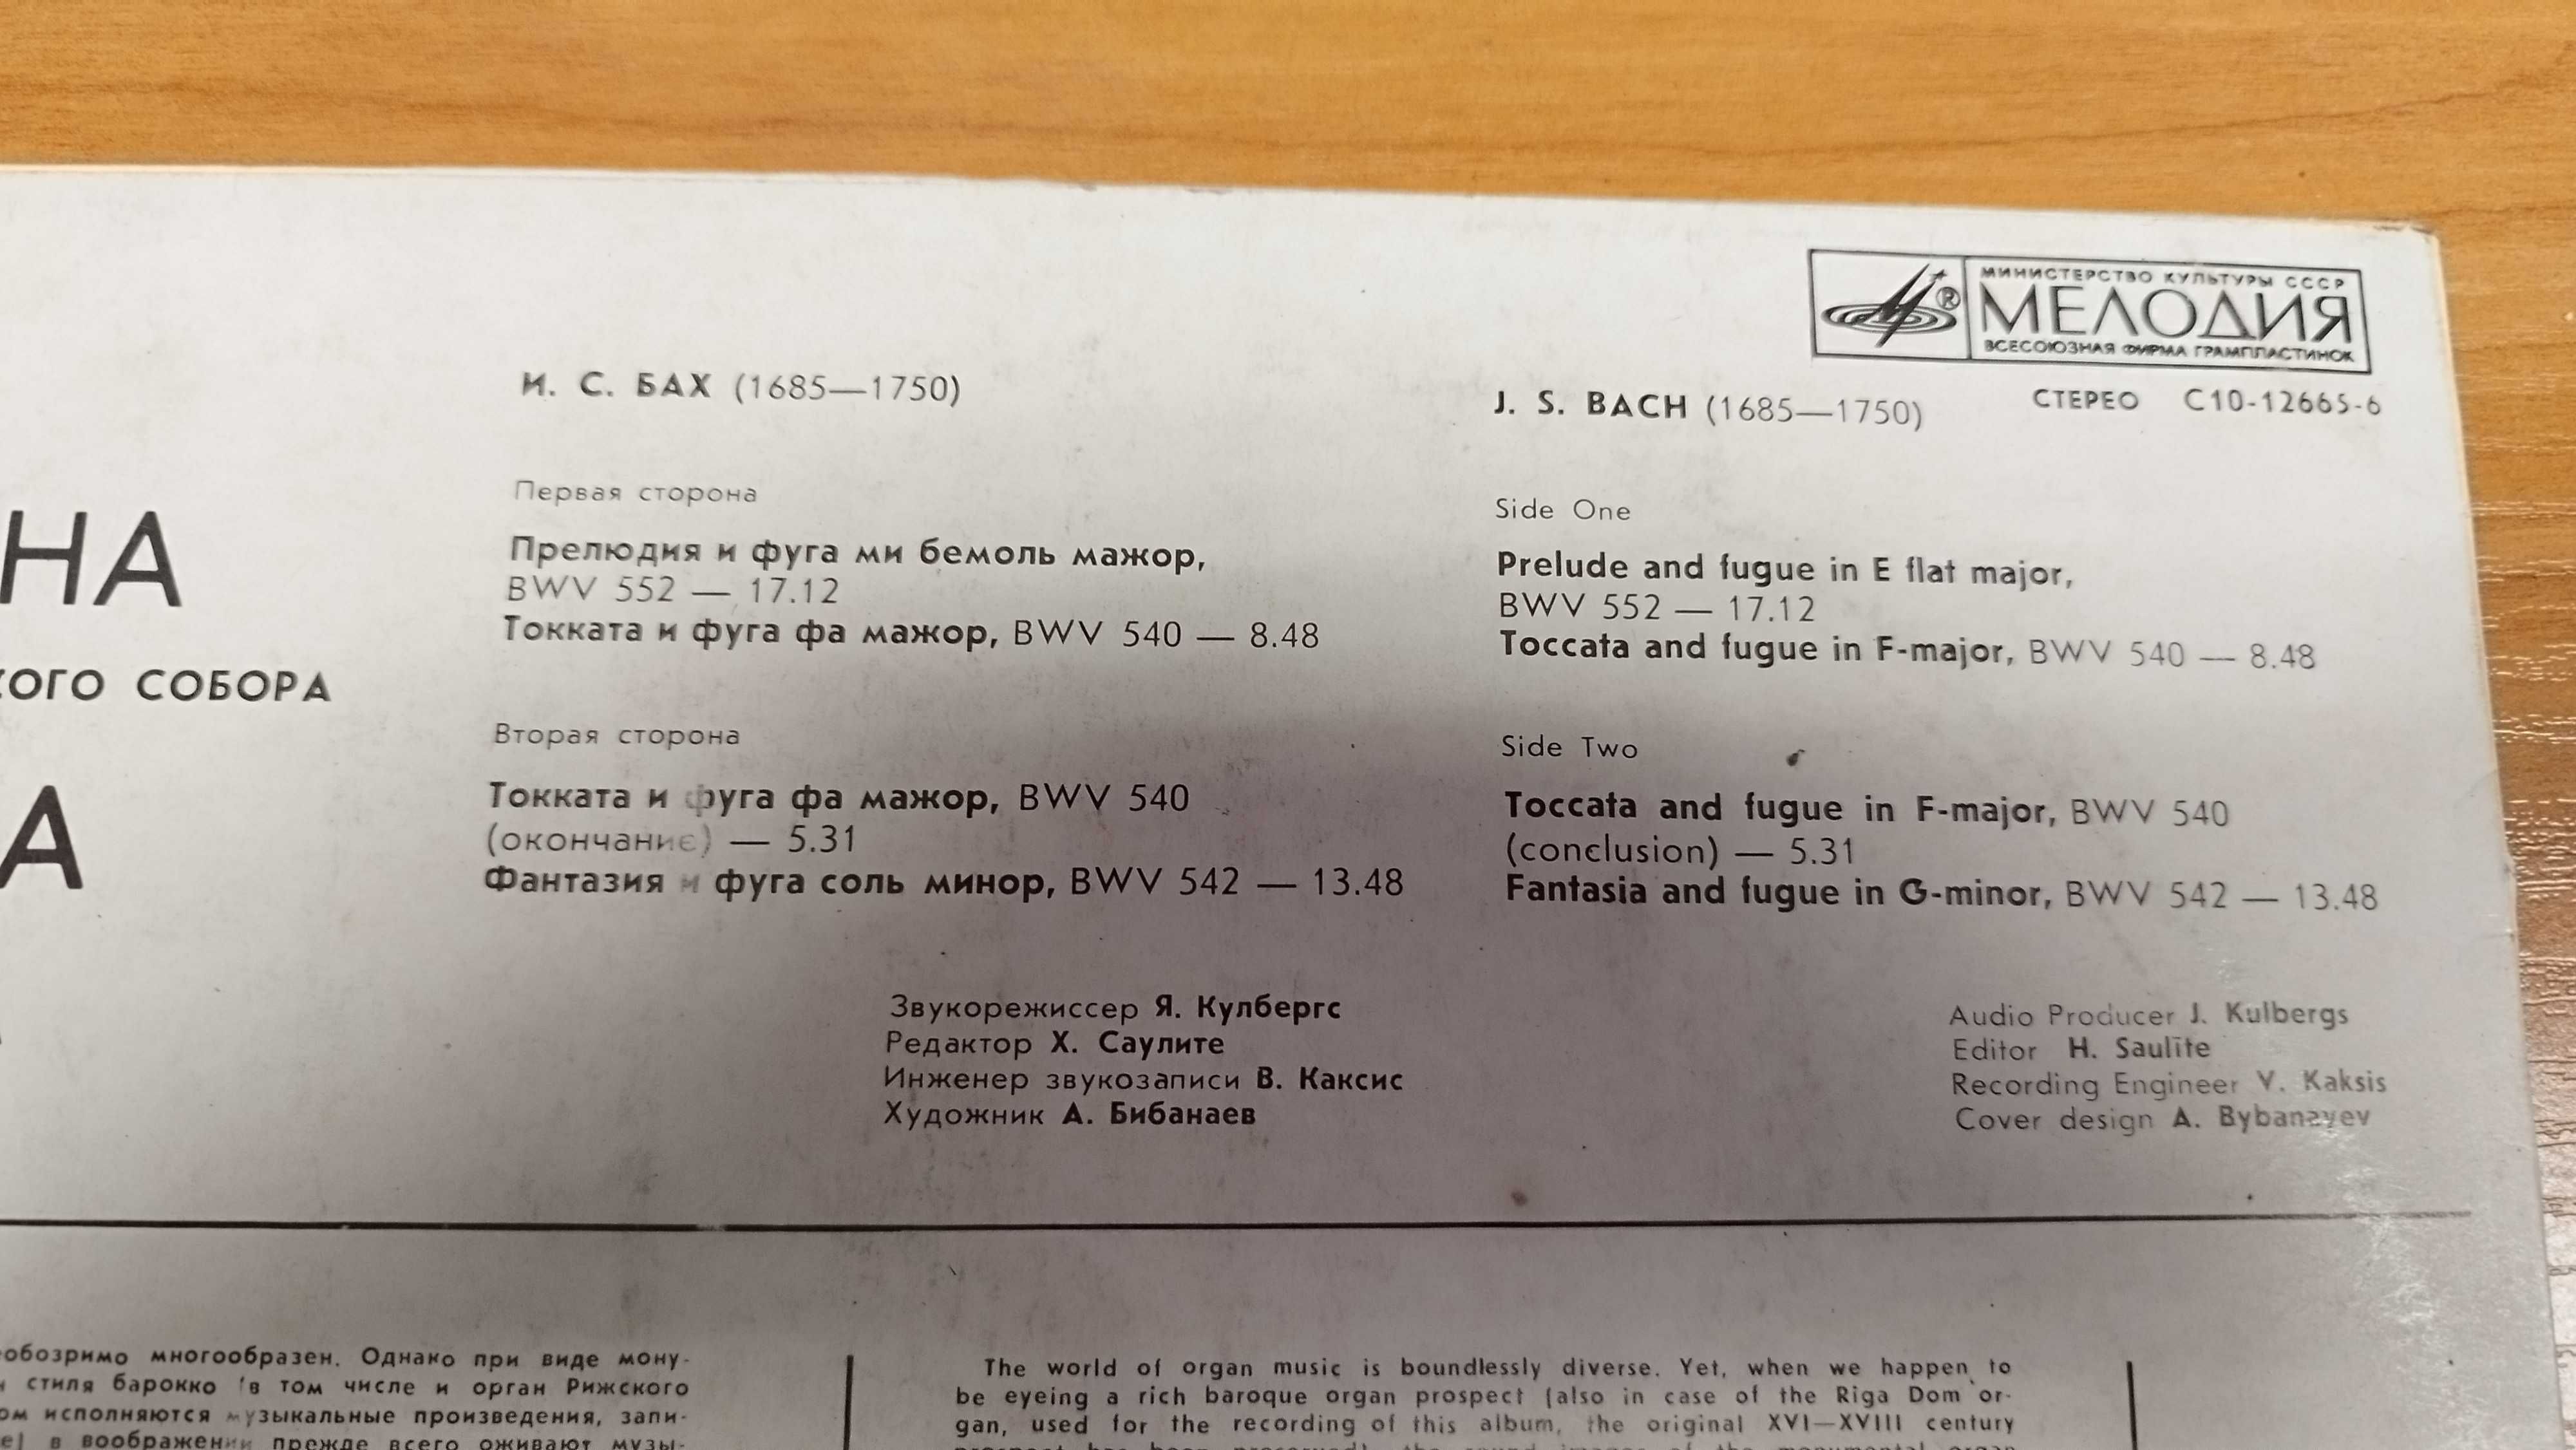 МИНИСТЕРСТВО КУЛЬТУРЫ СССР
МЕЛОДИЯ
ВСЕСОЮЗНАЯ ФИРМА ГРАМПЛАСТИНОК
СТЕРЕО С10-12665-6
НА
КОГО СОБОРА
А
И. С. БАХ (1685—1750)
Первая сторона
Прелюдия и фуга ми бемоль мажор,
BWV 552 — 17.12
Токката и фуга фа мажор, BWV 540 — 8.48
Вторая сторона
Токката и фуга фа мажор, BWV 540
(окончание) — 5.31
Фантазия и фуга соль минор, BWV 542 — 13.48
Звукорежиссер Я. Кулбергс
Редактор Х. Саулите
Инженер звукозаписи В. Каксис
Художник А. Бибанаев
J. S. BACH (1685—1750)
Side One
Prelude and fugue in E flat major,
BWV 552 — 17.12
Toccata and fugue in F-major, BWV 540 — 8.48
Side Two
Toccata and fugue in F-major, BWV 540
(conclusion) — 5.31
Fantasia and fugue in G-minor, BWV 542 — 13.48
Audio Producer J. Kulbergs
Editor H. Saulīte
Recording Engineer V. Kaksis
Cover design A. Bybanayev
еобозримо многообразен. Однако при виде мону-
и стиля барокко (в том числе и орган Рижского
ом исполняются музыкальные произведения, запи-
е) в воображении прежде всего оживают музы-
The world of organ music is boundlessly diverse. Yet, when we happen to
be eyeing a rich baroque organ prospect (also in case of the Riga Dom or-
gan, used for the recording of this album, the original XVI—XVIII century